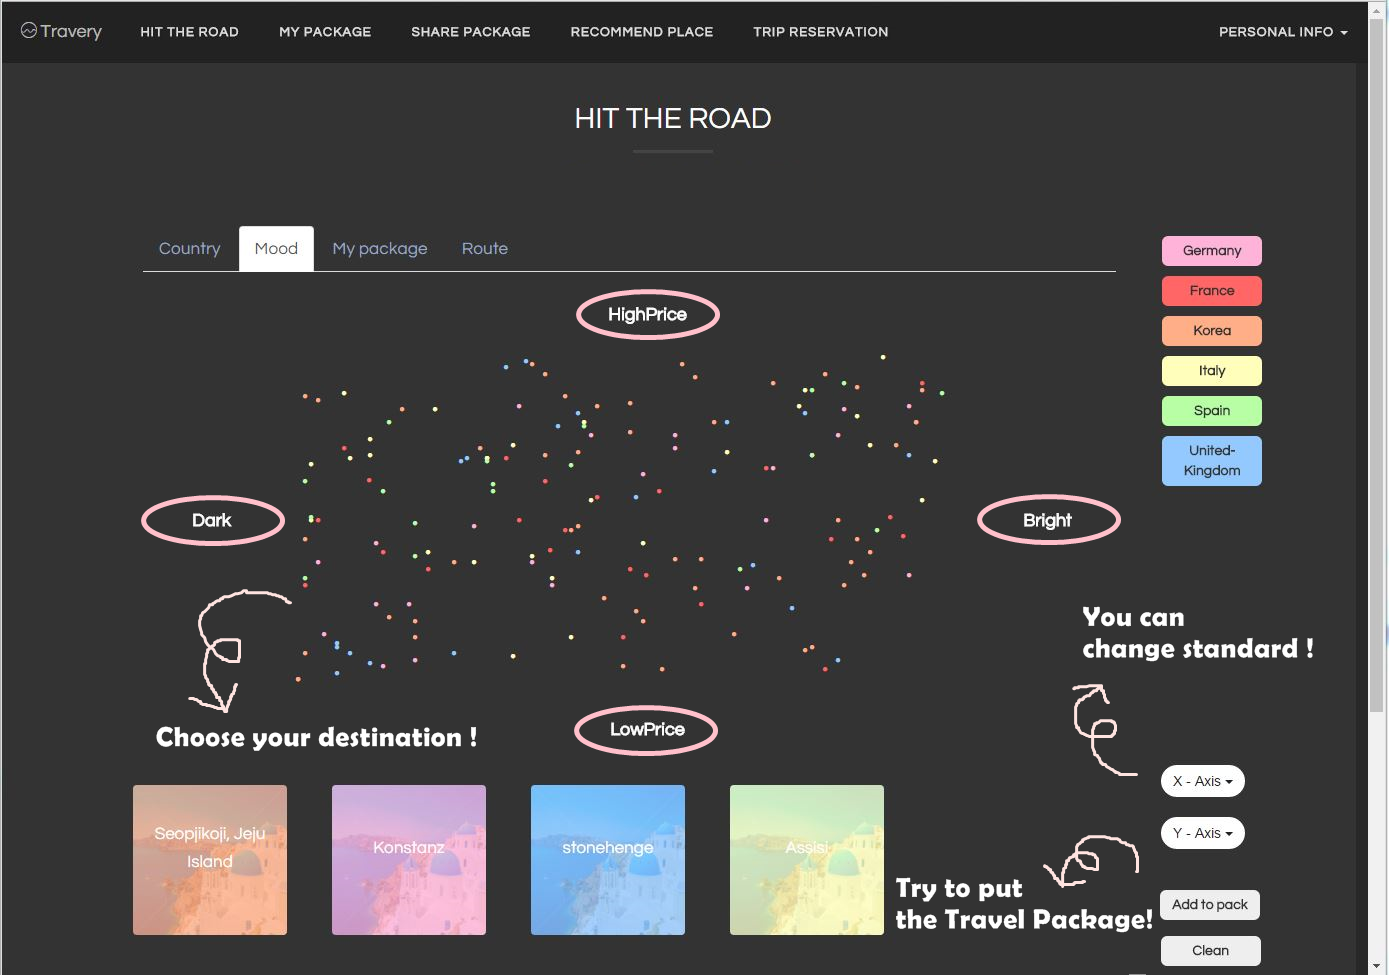 Travery
HIT THE ROAD
MY PACKAGE
SHARE PACKAGE
RECOMMEND PLACE
TRIP RESERVATION
PERSONAL INFO
HIT THE ROAD
Country
Mood
My package
Route
Germany
France
Korea
Italy
Spain
United-
Kingdom
HighPrice
Dark
Bright
LowPrice
You can
change standard !
Choose your destination !
X - Axis
Y - Axis
Seopjikoji, Jeju
Island
Konstanz
stonehenge
Assisi
Try to put
the Travel Package!
Add to pack
Clean